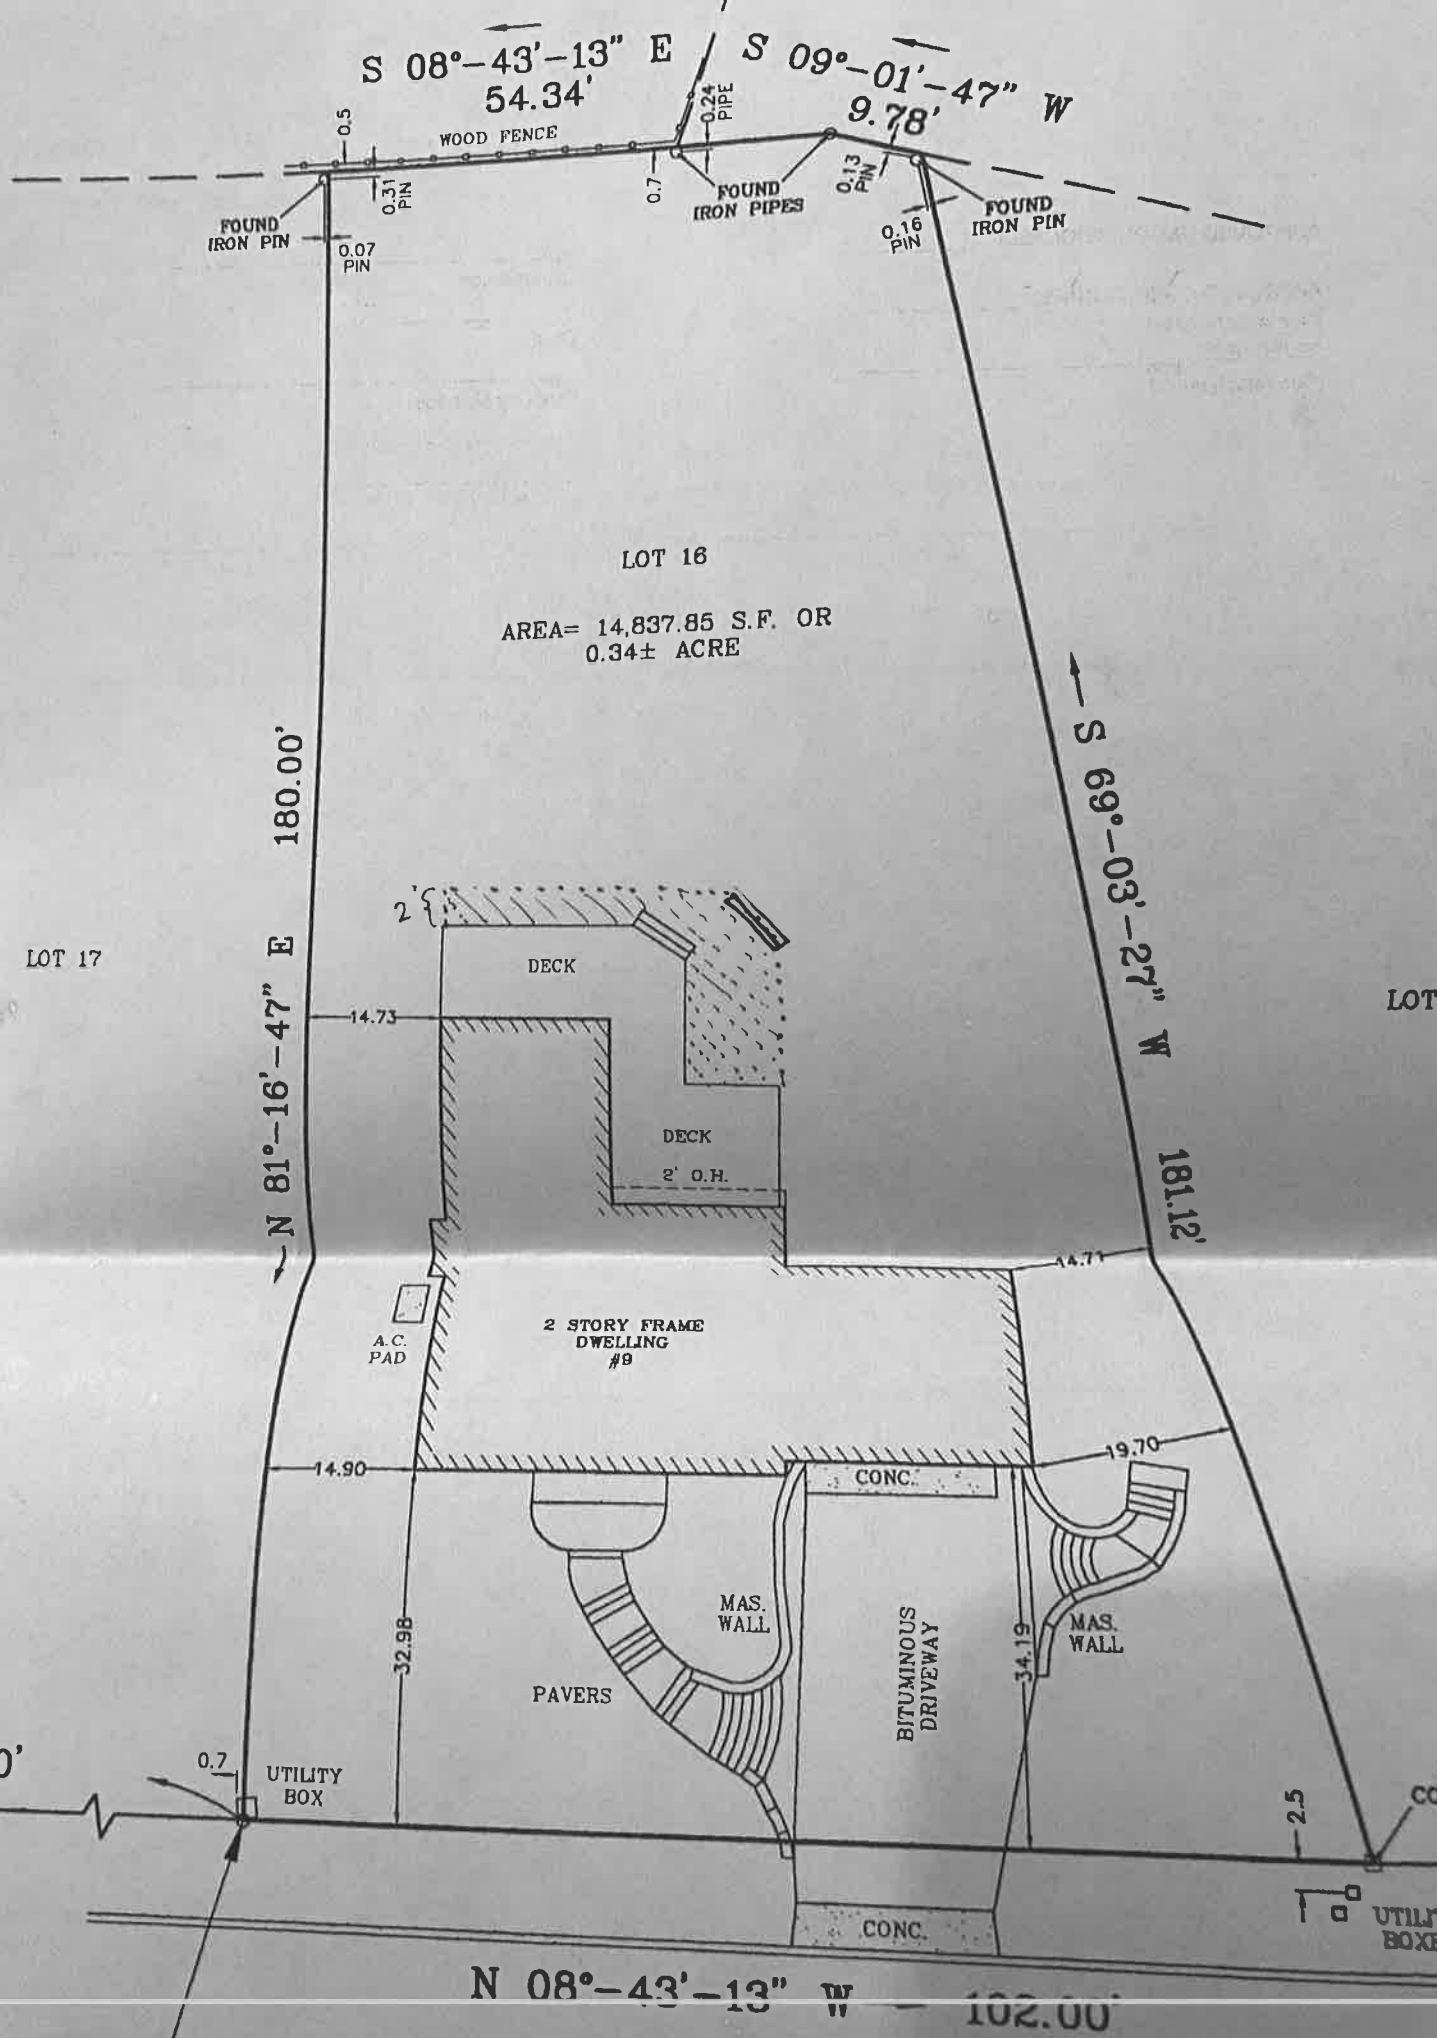 S 08°-43'-13" E
54.34'
S 09°-01'-47" W
9.78'
WOOD FENCE
0.5
0.24
PIPE
0.31
PIN
0.7
0.13
PIN
FOUND
IRON PIN
0.07
PIN
FOUND
IRON PIPES
0.16
PIN
FOUND
IRON PIN
LOT 16
AREA= 14,837.85 S.F. OR
0.34± ACRE
N 81°-16'-47" E 180.00'
S 69°-03'-27" W 181.12'
LOT 17
LOT
2'
DECK
14.73
DECK
2' O.H.
14.71
A.C.
PAD
2 STORY FRAME
DWELLING
#9
14.90
19.70
CONC.
MAS.
WALL
32.98
PAVERS
BITUMINOUS
DRIVEWAY
34.19
MAS.
WALL
0'
0.7
UTILITY
BOX
2.5
CO
UTILI
BOXE
CONC.
N 08°-43'-13" W - 102.00'